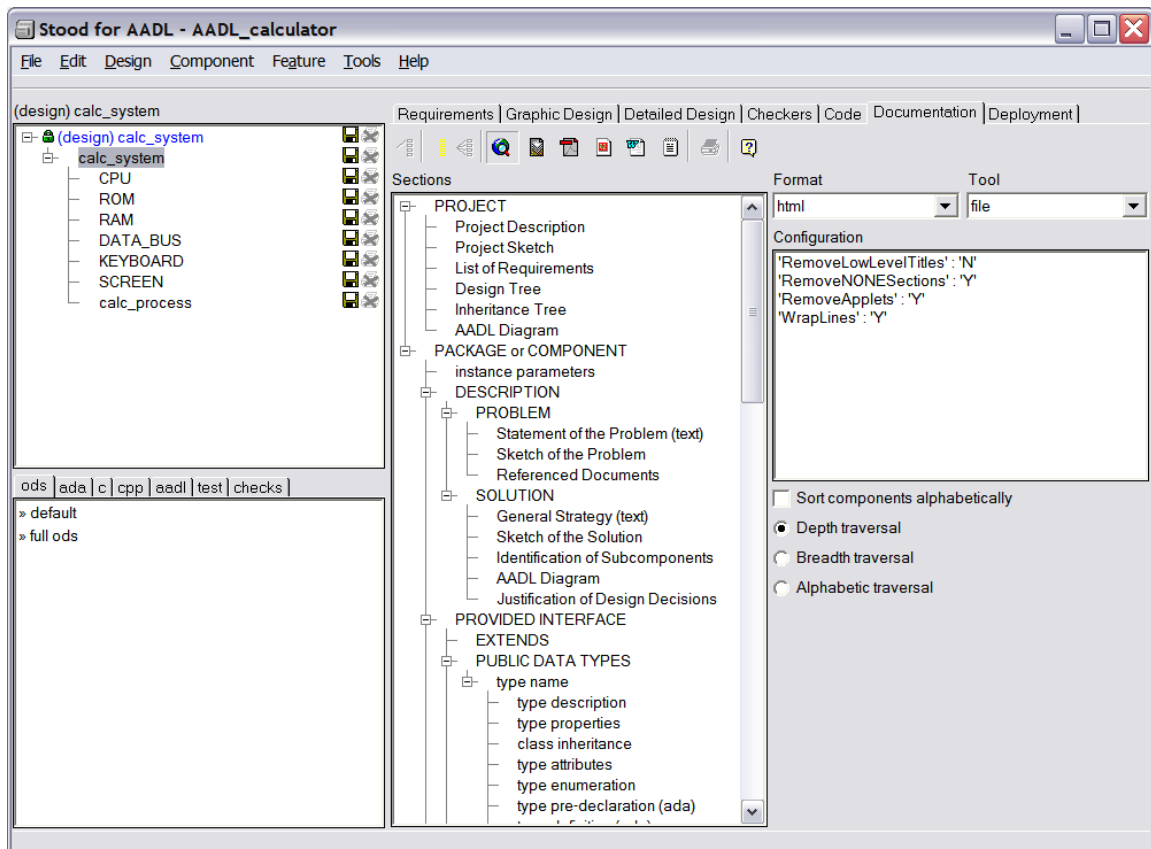 Stood for AADL - AADL_calculator
File Edit Design Component Feature Tools Help
(design) calc_system
Requirements Graphic Design Detailed Design Checkers Code Documentation Deployment
(design) calc_system
calc_system
CPU
ROM
RAM
DATA_BUS
KEYBOARD
SCREEN
calc_process
ods ada c cpp aadl test checks
» default
» full ods
Sections
PROJECT
Project Description
Project Sketch
List of Requirements
Design Tree
Inheritance Tree
AADL Diagram
PACKAGE or COMPONENT
instance parameters
DESCRIPTION
PROBLEM
Statement of the Problem (text)
Sketch of the Problem
Referenced Documents
SOLUTION
General Strategy (text)
Sketch of the Solution
Identification of Subcomponents
AADL Diagram
Justification of Design Decisions
PROVIDED INTERFACE
EXTENDS
PUBLIC DATA TYPES
type name
type description
type properties
class inheritance
type attributes
type enumeration
type pre-declaration (ada)
Format Tool
html file
Configuration
'RemoveLowLevelTitles' : 'N'
'RemoveNONESections' : 'Y'
'RemoveApplets' : 'Y'
'WrapLines' : 'Y'
Sort components alphabetically
Depth traversal
Breadth traversal
Alphabetic traversal